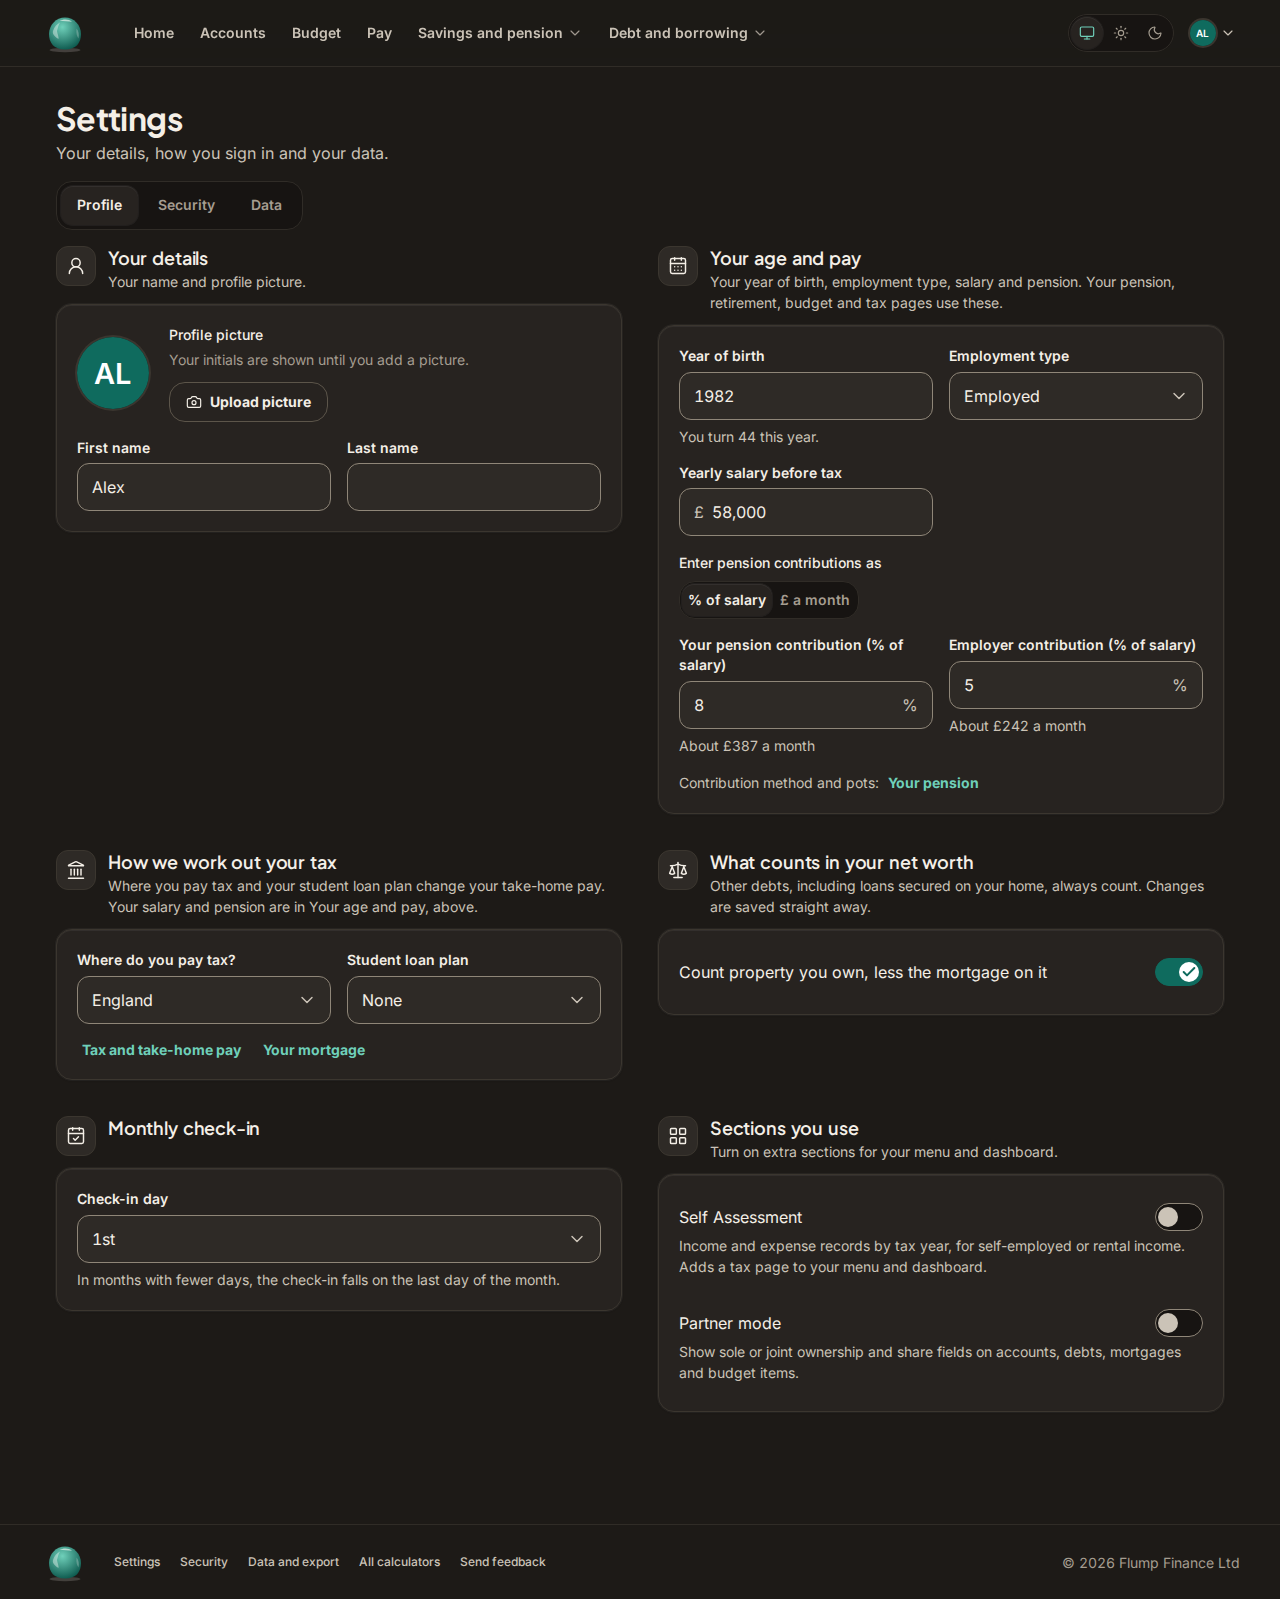 Home Accounts Budget Pay Savings and pension Debt and borrowing AL
Settings
Your details, how you sign in and your data.
Profile Security Data
Your details
Your name and profile picture.
AL
Profile picture
Your initials are shown until you add a picture.
Upload picture
First name Last name
Alex
Your age and pay
Your year of birth, employment type, salary and pension. Your pension,
retirement, budget and tax pages use these.
Year of birth Employment type
1982 Employed
You turn 44 this year.
Yearly salary before tax
£ 58,000
Enter pension contributions as
% of salary £ a month
Your pension contribution (% of
salary)
8 %
About £387 a month
Employer contribution (% of salary)
5 %
About £242 a month
Contribution method and pots: Your pension
How we work out your tax
Where you pay tax and your student loan plan change your take-home pay.
Your salary and pension are in Your age and pay, above.
Where do you pay tax? Student loan plan
England None
Tax and take-home pay Your mortgage
What counts in your net worth
Other debts, including loans secured on your home, always count. Changes
are saved straight away.
Count property you own, less the mortgage on it
Monthly check-in
Check-in day
1st
In months with fewer days, the check-in falls on the last day of the month.
Sections you use
Turn on extra sections for your menu and dashboard.
Self Assessment
Income and expense records by tax year, for self-employed or rental income.
Adds a tax page to your menu and dashboard.
Partner mode
Show sole or joint ownership and share fields on accounts, debts, mortgages
and budget items.
Settings Security Data and export All calculators Send feedback © 2026 Flump Finance Ltd